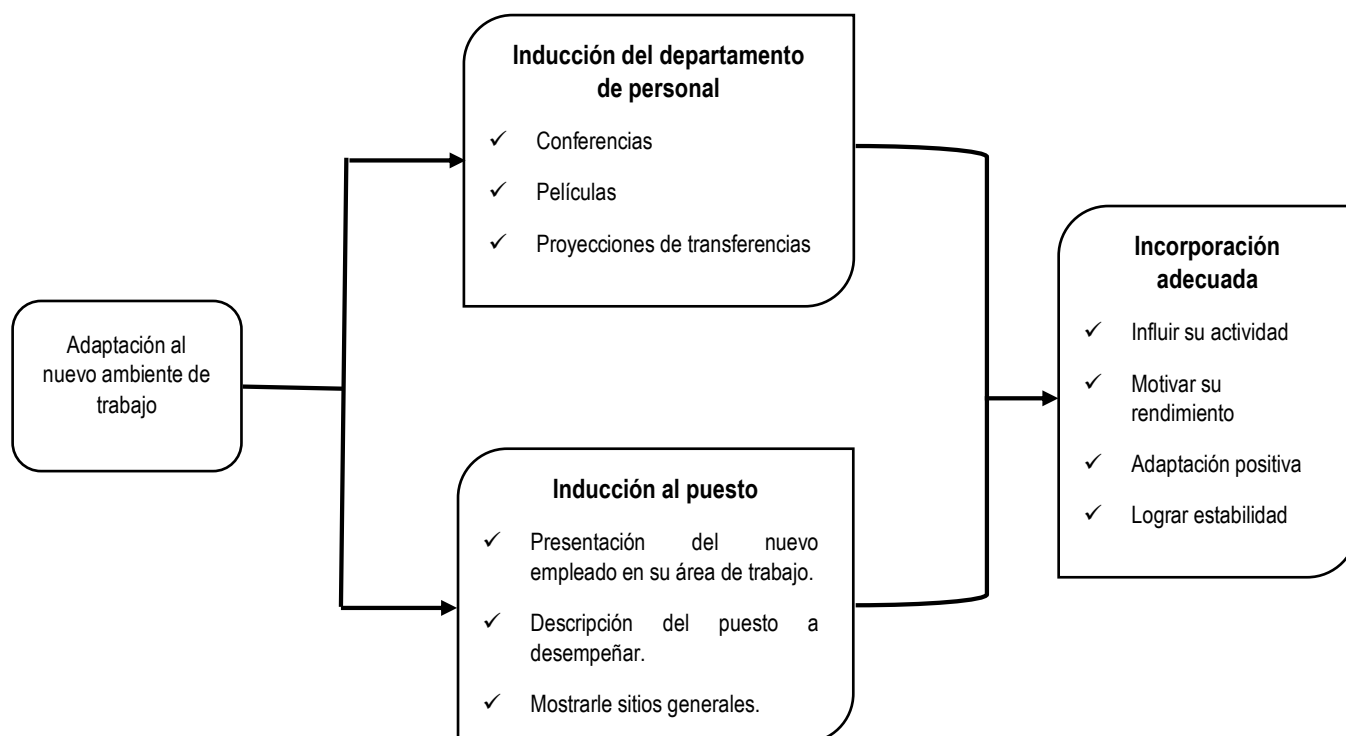 Adaptación al
nuevo ambiente de
trabajo
Inducción del departamento
de personal
✓ Conferencias
✓ Películas
✓ Proyecciones de transferencias
Inducción al puesto
✓ Presentación del nuevo
empleado en su área de trabajo.
✓ Descripción del puesto a
desempeñar.
✓ Mostrarle sitios generales.
Incorporación
adecuada
✓ Influir su actividad
✓ Motivar su
rendimiento
✓ Adaptación positiva
✓ Lograr estabilidad